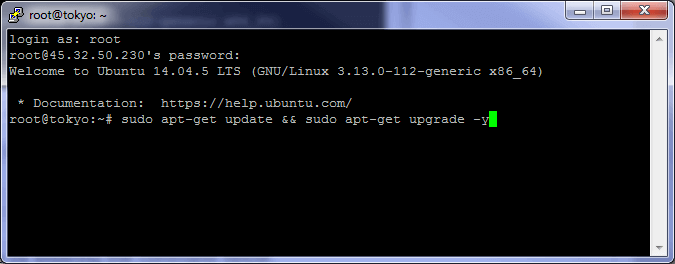 root@tokyo: ~
login as: root
root@45.32.50.230's password:
Welcome to Ubuntu 14.04.5 LTS (GNU/Linux 3.13.0-112-generic x86_64)
* Documentation:  https://help.ubuntu.com/
root@tokyo:~# sudo apt-get update && sudo apt-get upgrade -y